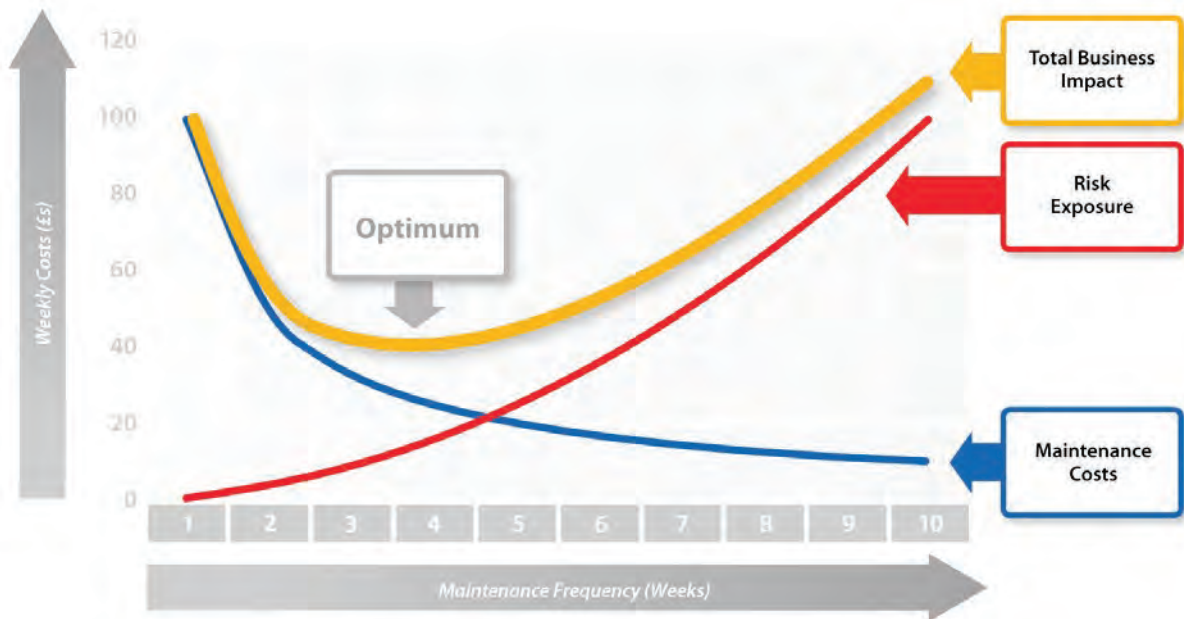 120
100
80
60
40
20
0
Weekly Costs (£s)
Optimum
Total Business
Impact
Risk
Exposure
Maintenance
Costs
1 2 3 4 5 6 7 8 9 10
Maintenance Frequency (Weeks)